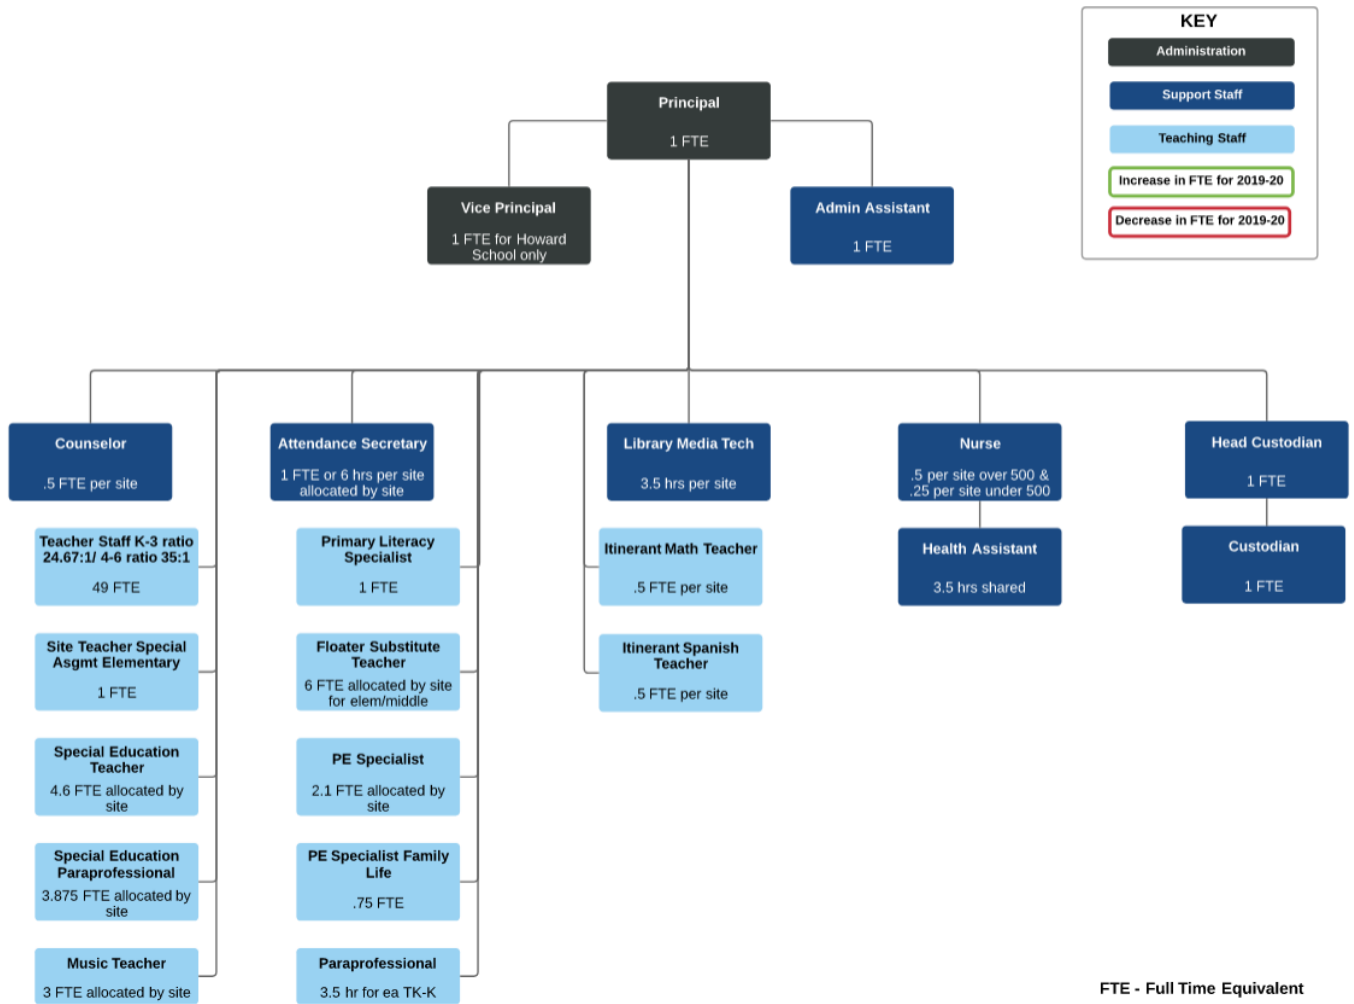 KEY
Administration
Support Staff
Teaching Staff
Increase in FTE for 2019-20
Decrease in FTE for 2019-20
Principal
1 FTE
Vice Principal
1 FTE for Howard
School only
Admin Assistant
1 FTE
Counselor
.5 FTE per site
Attendance Secretary
1 FTE or 6 hrs per site
allocated by site
Library Media Tech
3.5 hrs per site
Nurse
.5 per site over 500 &
.25 per site under 500
Head Custodian
1 FTE
Teacher Staff K-3 ratio
24.67:1/ 4-6 ratio 35:1
49 FTE
Primary Literacy
Specialist
1 FTE
Itinerant Math Teacher
.5 FTE per site
Health Assistant
3.5 hrs shared
Custodian
1 FTE
Site Teacher Special
Asgmt Elementary
1 FTE
Floater Substitute
Teacher
6 FTE allocated by site
for elem/middle
Itinerant Spanish
Teacher
.5 FTE per site
Special Education
Teacher
4.6 FTE allocated by
site
PE Specialist
2.1 FTE allocated by
site
Special Education
Paraprofessional
3.875 FTE allocated by
site
PE Specialist Family
Life
.75 FTE
Music Teacher
3 FTE allocated by site
Paraprofessional
3.5 hr for ea TK-K
FTE - Full Time Equivalent